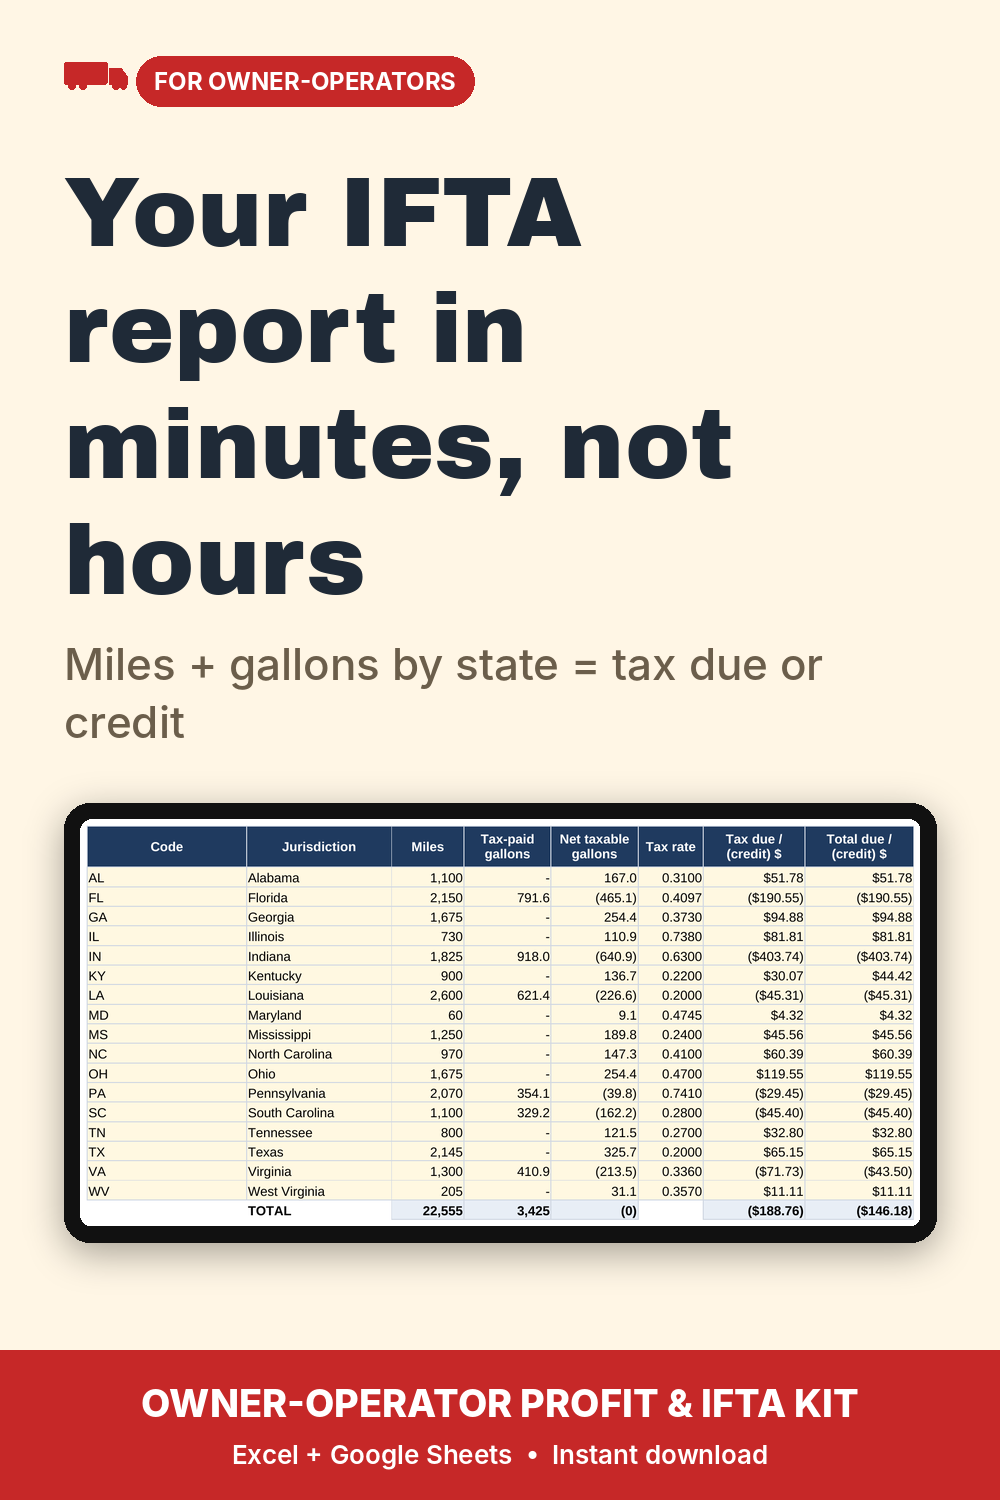 FOR OWNER-OPERATORS
Your IFTA
report in
minutes, not
hours
Miles + gallons by state = tax due or
credit
Code Jurisdiction Miles Tax-paid gallons Net taxable gallons Tax rate Tax due / (credit) $ Total due / (credit) $
AL Alabama 1,100 - 167.0 0.3100 $51.78 $51.78
FL Florida 2,150 791.6 (465.1) 0.4097 ($190.55) ($190.55)
GA Georgia 1,675 - 254.4 0.3730 $94.88 $94.88
IL Illinois 730 - 110.9 0.7380 $81.81 $81.81
IN Indiana 1,825 918.0 (640.9) 0.6300 ($403.74) ($403.74)
KY Kentucky 900 - 136.7 0.2200 $30.07 $44.42
LA Louisiana 2,600 621.4 (226.6) 0.2000 ($45.31) ($45.31)
MD Maryland 60 - 9.1 0.4745 $4.32 $4.32
MS Mississippi 1,250 - 189.8 0.2400 $45.56 $45.56
NC North Carolina 970 - 147.3 0.4100 $60.39 $60.39
OH Ohio 1,675 - 254.4 0.4700 $119.55 $119.55
PA Pennsylvania 2,070 354.1 (39.8) 0.7410 ($29.45) ($29.45)
SC South Carolina 1,100 329.2 (162.2) 0.2800 ($45.40) ($45.40)
TN Tennessee 800 - 121.5 0.2700 $32.80 $32.80
TX Texas 2,145 - 325.7 0.2000 $65.15 $65.15
VA Virginia 1,300 410.9 (213.5) 0.3360 ($71.73) ($43.50)
WV West Virginia 205 - 31.1 0.3570 $11.11 $11.11
TOTAL 22,555 3,425 (0) ($188.76) ($146.18)
OWNER-OPERATOR PROFIT & IFTA KIT
Excel + Google Sheets • Instant download